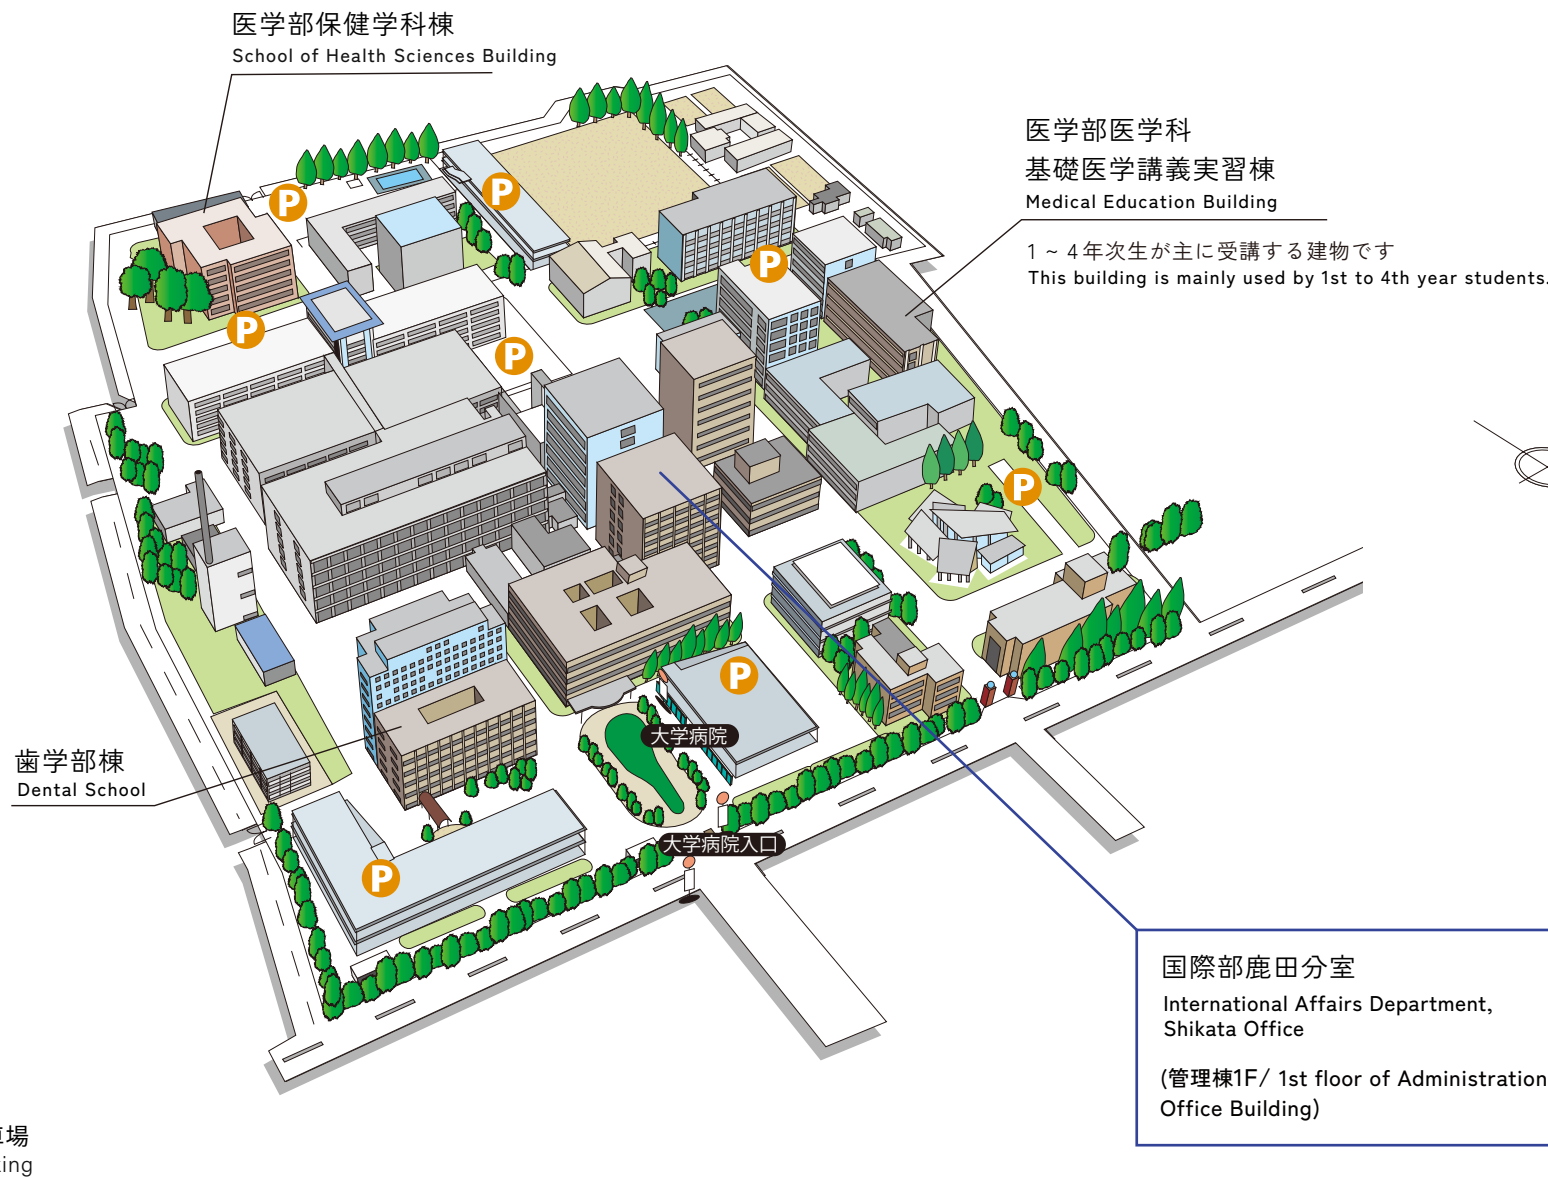 医学部保健学科棟
School of Health Sciences Building
医学部医学科
基礎医学講義実習棟
Medical Education Building
1 ~ 4 年次生が主に受講する建物です
This building is mainly used by 1st to 4th year students.
P
P
P
P
P
P
P
P
大学病院
大学病院入口
歯学部棟
Dental School
国際部鹿田分室
International Affairs Department,
Shikata Office
(管理棟1F/ 1st floor of Administration
Office Building)
場